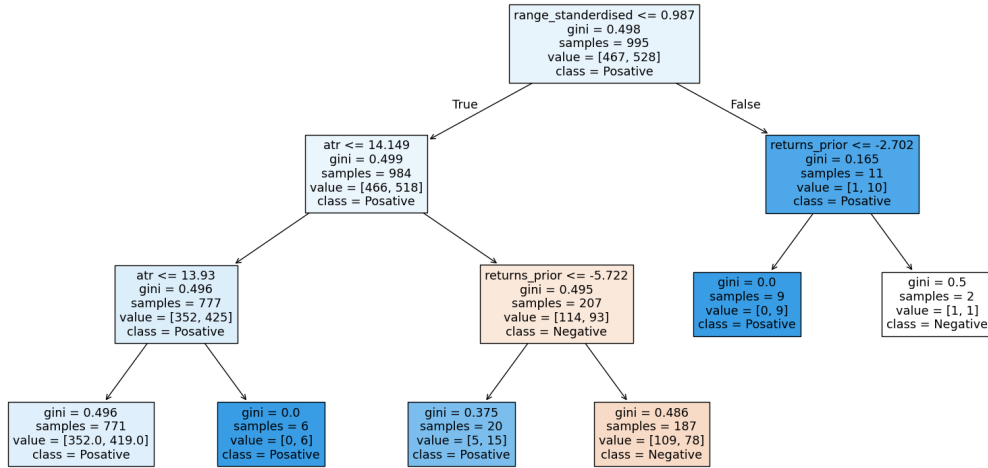 range_standerdised <= 0.987
gini = 0.498
samples = 995
value = [467, 528]
class = Posative
True
False
atr <= 14.149
gini = 0.499
samples = 984
value = [466, 518]
class = Posative
returns_prior <= -2.702
gini = 0.165
samples = 11
value = [1, 10]
class = Posative
atr <= 13.93
gini = 0.496
samples = 777
value = [352, 425]
class = Posative
returns_prior <= -5.722
gini = 0.495
samples = 207
value = [114, 93]
class = Negative
gini = 0.0
samples = 9
value = [0, 9]
class = Posative
gini = 0.5
samples = 2
value = [1, 1]
class = Negative
gini = 0.496
samples = 771
value = [352.0, 419.0]
class = Posative
gini = 0.0
samples = 6
value = [0, 6]
class = Posative
gini = 0.375
samples = 20
value = [5, 15]
class = Posative
gini = 0.486
samples = 187
value = [109, 78]
class = Negative